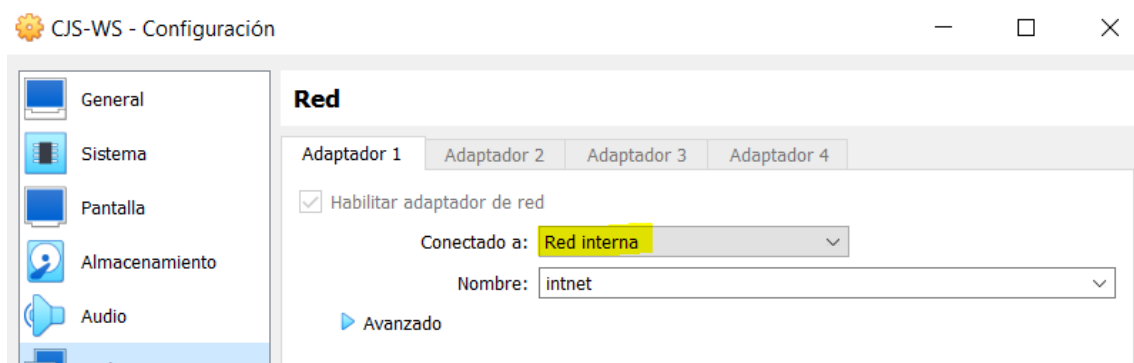 CJS-WS - Configuración
General
Sistema
Pantalla
Almacenamiento
Audio
Red
Adaptador 1 Adaptador 2 Adaptador 3 Adaptador 4
Habilitar adaptador de red
Conectado a: Red interna
Nombre: intnet
Avanzado